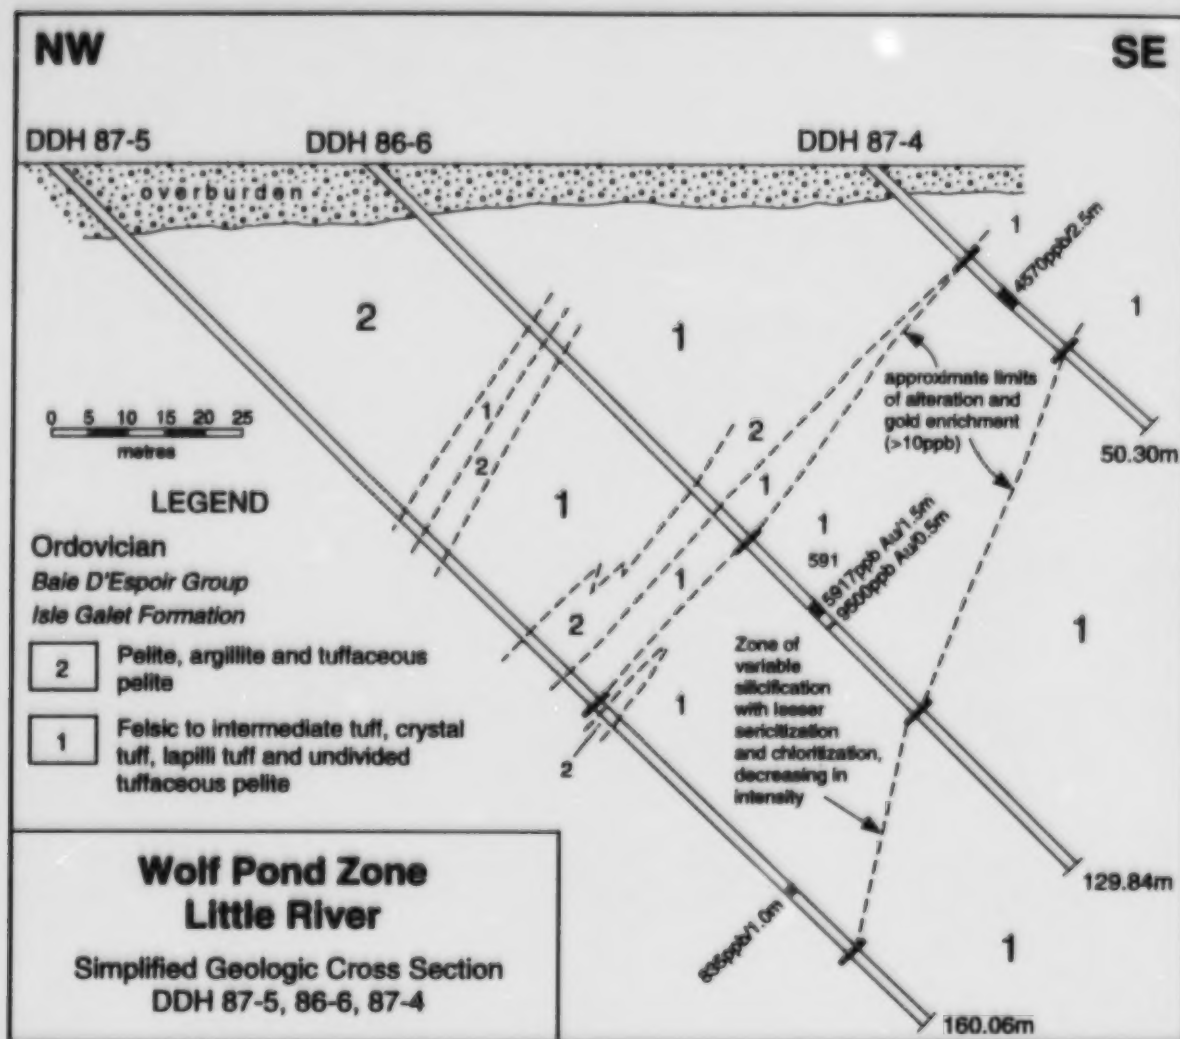 NW
SE
DDH 87-5
DDH 86-6
DDH 87-4
overburden
1
4570ppb/2.5m
1
2
1
approximate limits
of alteration and
gold enrichment
(>10ppb)
50.30m
0 5 10 15 20 25
metres
1
2
2
1
1
1
591
5917ppb Au/1.5m
9500ppb Au/0.5m
LEGEND
Ordovician
Baie D'Espoir Group
Isle Galet Formation
2
Pelite, argillite and tuffaceous
pelite
1
Felsic to intermediate tuff, crystal
tuff, lapilli tuff and undivided
tuffaceous pelite
2
1
1
2
Zone of
variable
silicification
with lesser
sericitization
and chloritization,
decreasing in
intensity
1
129.84m
835ppb/1.0m
1
160.06m
Wolf Pond Zone
Little River
Simplified Geologic Cross Section
DDH 87-5, 86-6, 87-4